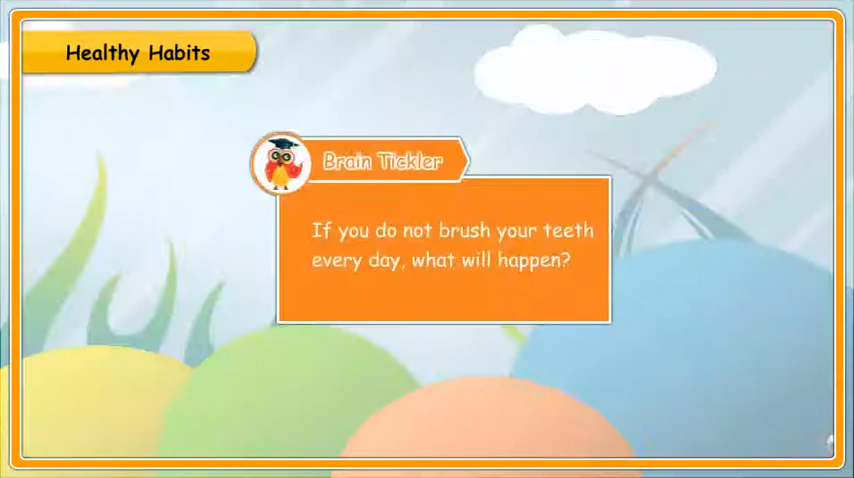 Healthy Habits
Brain Tickler
If you do not brush your teeth
every day, what will happen?